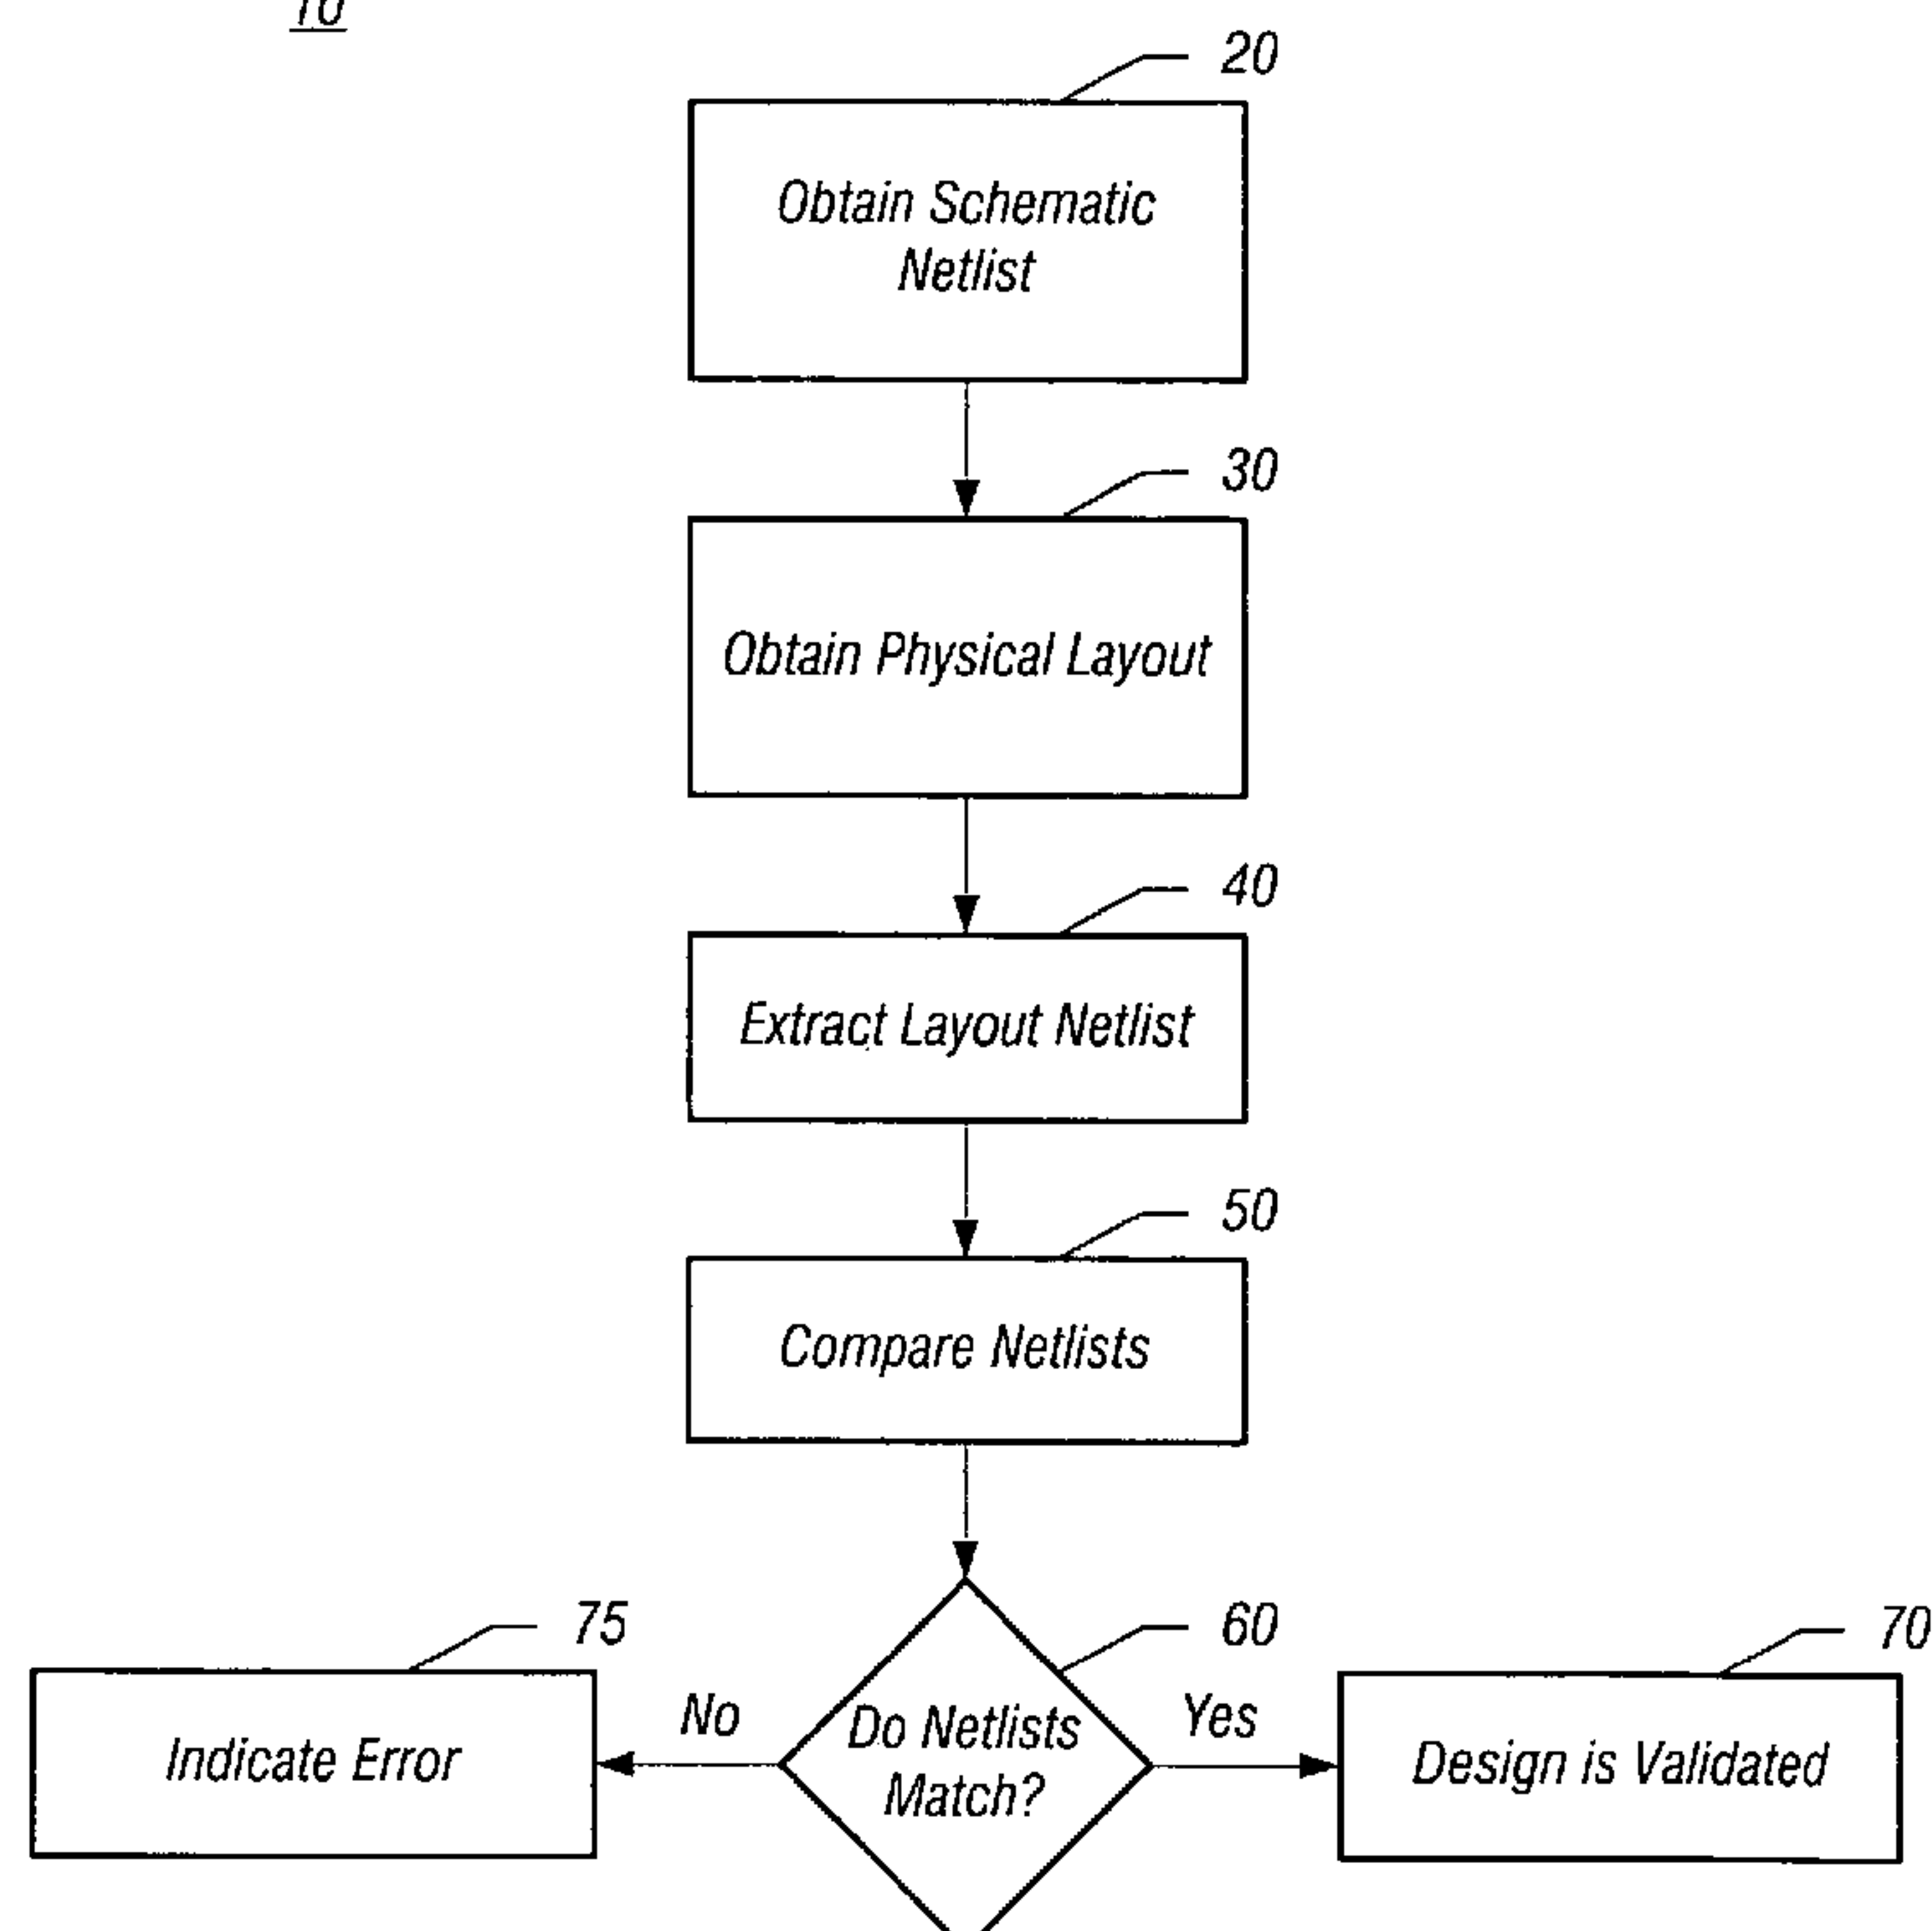 10
20
Obtain Schematic
Netlist
30
Obtain Physical Layout
40
Extract Layout Netlist
50
Compare Netlists
75
60
70
No
Yes
Indicate Error
Do Netlists
Match?
Design is Validated